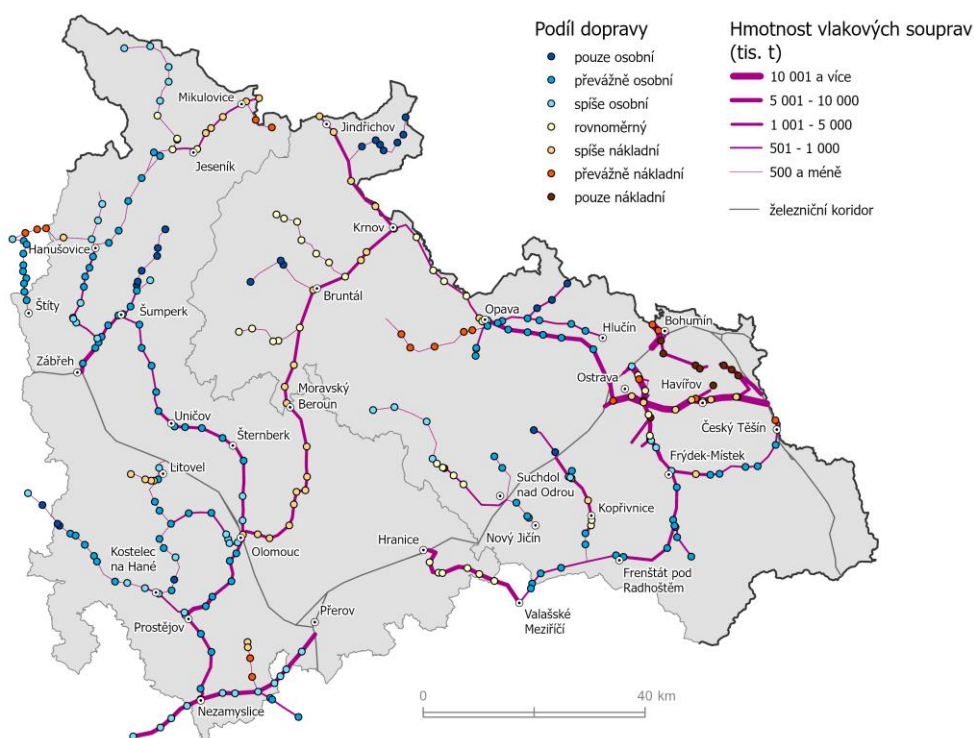 Podíl dopravy
pouze osobní
převážně osobní
spíše osobní
rovnoměrný
spíše nákladní
převážně nákladní
pouze nákladní
Hmotnost vlakových souprav
(tis. t)
10 001 a více
5 001 - 10 000
1 001 - 5 000
501 - 1 000
500 a méně
železniční koridor
Mikulovice
Jindřichov
Jeseník
Krnov
Hanušovice
Bruntál
Štíty
Šumperk
Opava
Hlučín
Bohumín
Zábřeh
Ostrava
Havířov
Moravský
Beroun
Uničov
Šternberk
Český Těšín
Litovel
Frýdek-Místek
Suchdol
nad Odrou
Kopřivnice
Olomouc
Hranice
Nový Jičín
Kostelec
na Hané
Frenštát pod
Radhoštěm
Přerov
Valašské
Meziříčí
Prostějov
Nezamyslice
0
40 km